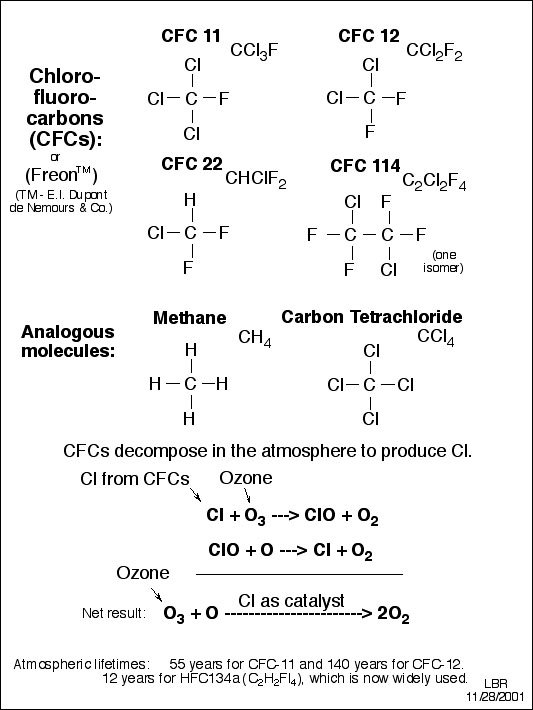 CFC 11
CCl3F
Cl
Cl – C – F
Cl
CFC 12
CCl2F2
Cl
Cl – C – F
F
Chloro-
fluoro-
carbons
(CFCs):
or
(Freon™)
(TM - E.I. Dupont
de Nemours & Co.)
CFC 22
CHClF2
H
Cl – C – F
F
CFC 114
C2Cl2F4
Cl F
F – C – C – F
F Cl
(one
isomer)
Analogous
molecules:
Methane
CH4
H
H – C – H
H
Carbon Tetrachloride
CCl4
Cl
Cl – C – Cl
Cl
CFCs decompose in the atmosphere to produce Cl.
Cl from CFCs
Ozone
Cl + O3 ---> ClO + O2
ClO + O ---> Cl + O2
Ozone
Cl as catalyst
Net result: O3 + O -----------------------> 2O2
Atmospheric lifetimes: 55 years for CFC-11 and 140 years for CFC-12.
12 years for HFC134a (C2H2Fl4), which is now widely used.
LBR
11/28/2001